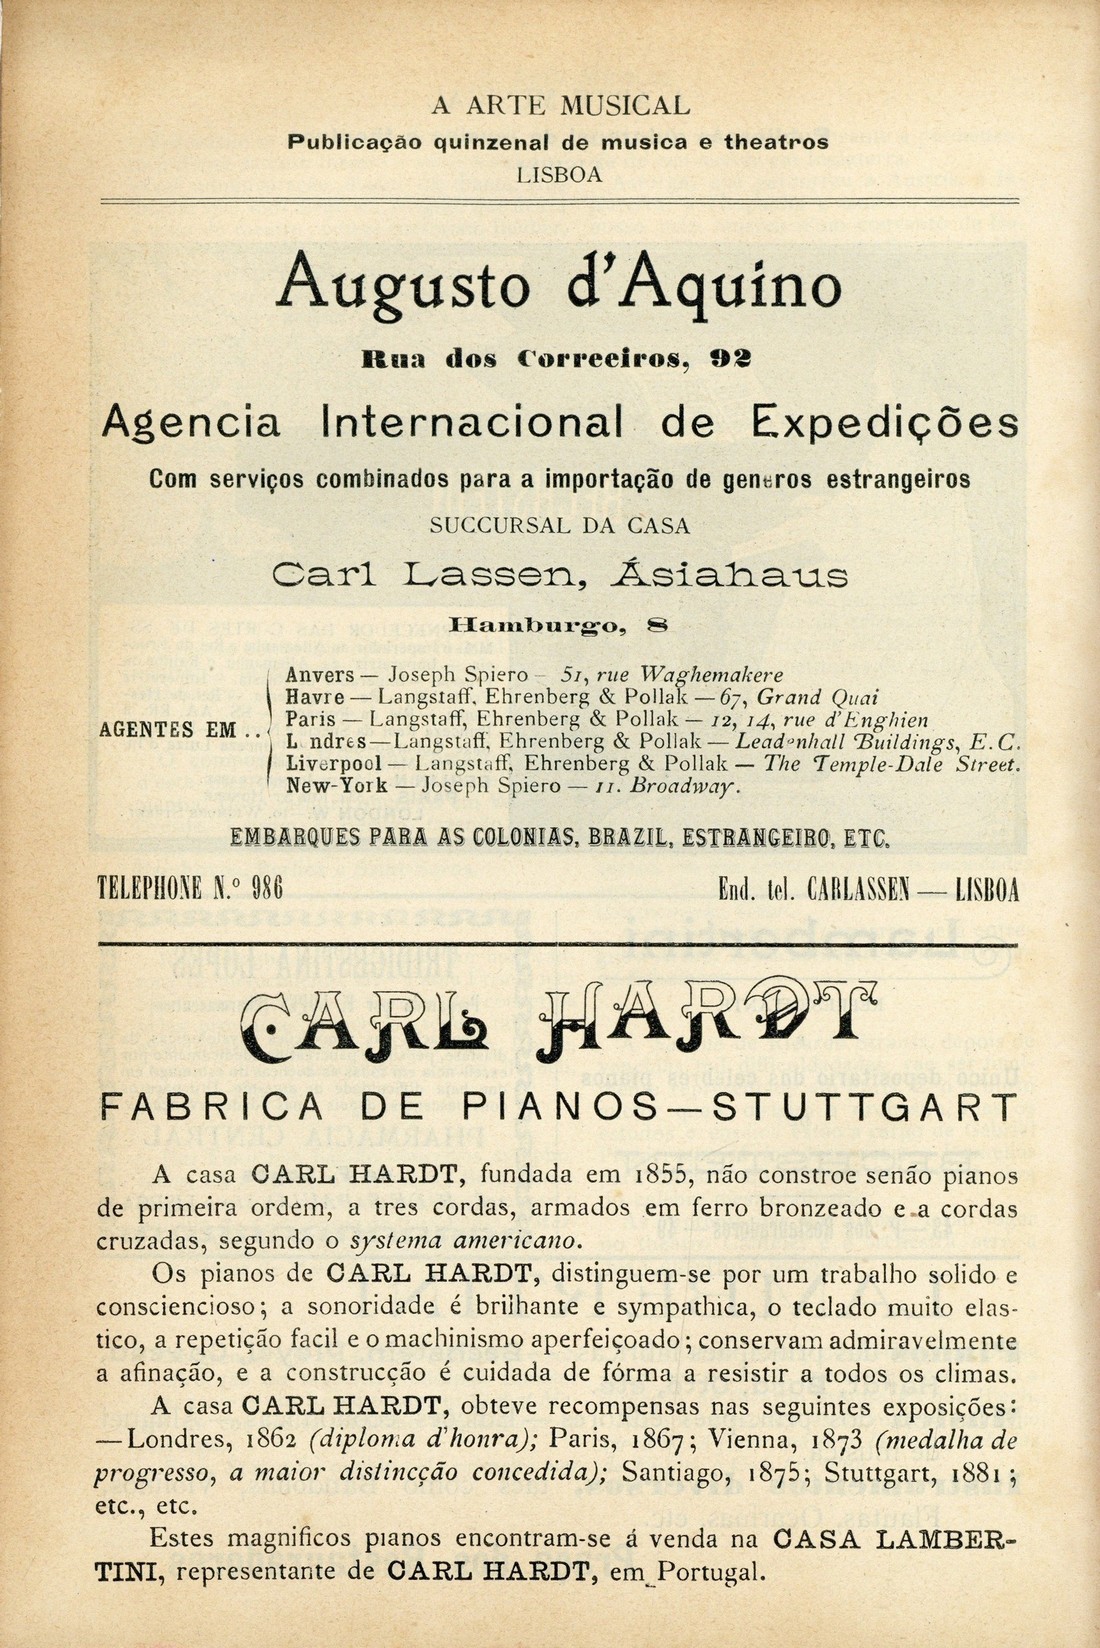 A ARTE MUSICAL
Publicação quinzenal de musica e theatros
LISBOA
Augusto d'Aquino
Rua dos Correeiros, 92
Agencia Internacional de Expedições
Com serviços combinados para a importação de generos estrangeiros
SUCCURSAL DA CASA
Carl Lassen, Ásiahaus
Hamburgo, 8
AGENTES EM ..
Anvers — Joseph Spiero — 51, rue Waghemakere
Havre — Langstaff, Ehrenberg & Pollak — 67, Grand Quai
Paris — Langstaff, Ehrenberg & Pollak — 12, 14, rue d'Enghien
L ndres — Langstaff, Ehrenberg & Pollak — Leadenhall Buildings, E. C.
Liverpool — Langstaff, Ehrenberg & Pollak — The Temple-Dale Street.
New-York — Joseph Spiero — 11. Broadway.
EMBARQUES PARA AS COLONIAS, BRAZIL, ESTRANGEIRO, ETC.
TELEPHONE N.º 986 End. tel. CARLASSEN — LISBOA
CARL HARDT
FABRICA DE PIANOS — STUTTGART
A casa CARL HARDT, fundada em 1855, não constroe senão pianos
de primeira ordem, a tres cordas, armados em ferro bronzeado e a cordas
cruzadas, segundo o systema americano.
Os pianos de CARL HARDT, distinguem-se por um trabalho solido e
consciencioso; a sonoridade é brilhante e sympathica, o teclado muito elas-
tico, a repetição facil e o machinismo aperfeiçoado; conservam admiravelmente
a afinação, e a construcção é cuidada de fórma a resistir a todos os climas.
A casa CARL HARDT, obteve recompensas nas seguintes exposições:
— Londres, 1862 (diploma d'honra); Paris, 1867; Vienna, 1873 (medalha de
progresso, a maior distincção concedida); Santiago, 1875; Stuttgart, 1881;
etc., etc.
Estes magnificos pianos encontram-se á venda na CASA LAMBER-
TINI, representante de CARL HARDT, em Portugal.